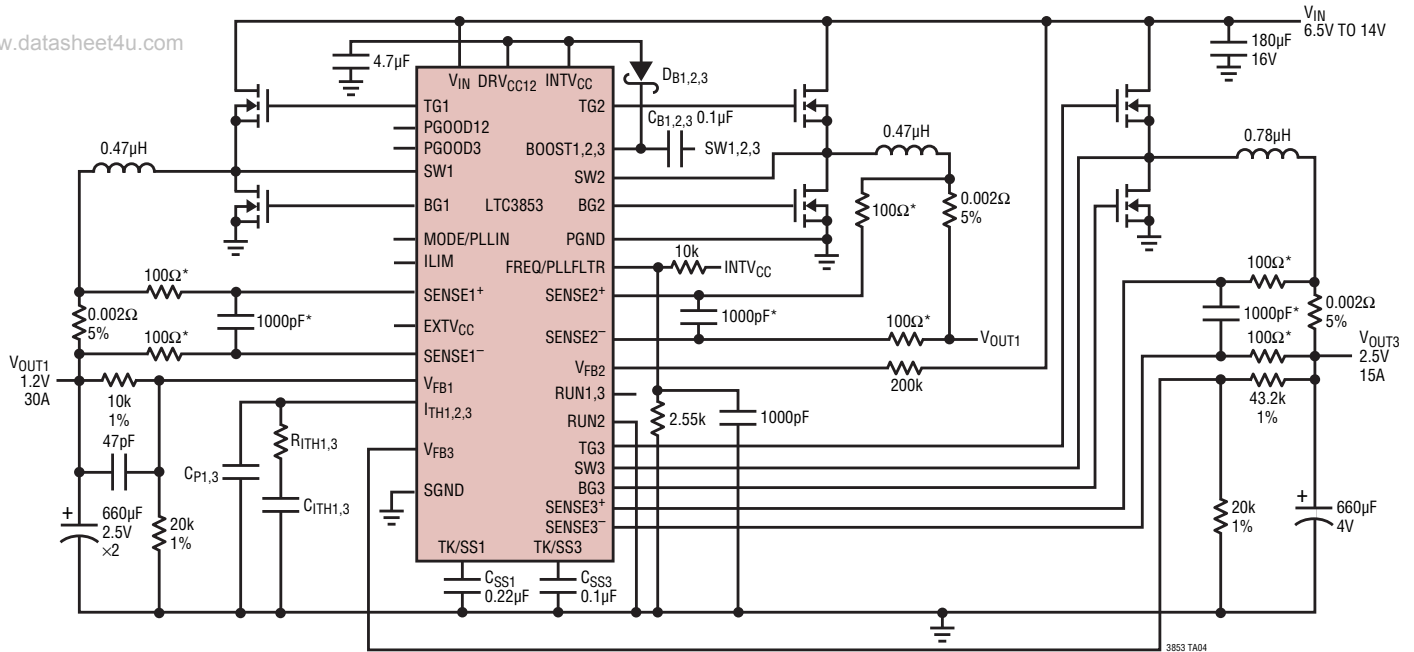 w.datasheet4u.com
VIN
6.5V TO 14V
180µF
16V
4.7µF
VIN DRVCC12 INTVCC
DB1,2,3
CB1,2,3 0.1µF
SW1,2,3
TG1
PGOOD12
PGOOD3
SW1
BG1
LTC3853
MODE/PLLIN
ILIM
SENSE1+
EXTVCC
SENSE1–
VFB1
ITH1,2,3
VFB3
SGND
TK/SS1
TK/SS3
TG2
BOOST1,2,3
SW2
BG2
PGND
FREQ/PLLFLTR
SENSE2+
SENSE2–
VFB2
RUN1,3
RUN2
TG3
SW3
BG3
SENSE3+
SENSE3–
0.47µH
100Ω*
0.002Ω
5%
1000pF*
100Ω*
VOUT1
1.2V
30A
10k
1%
47pF
660µF
2.5V
×2
20k
1%
CP1,3
RITH1,3
CITH1,3
CSS1
0.22µF
CSS3
0.1µF
0.47µH
100Ω*
0.002Ω
5%
10k
INTVCC
1000pF*
100Ω*
VOUT1
200k
2.55k
1000pF
0.78µH
100Ω*
1000pF*
0.002Ω
5%
100Ω*
VOUT3
2.5V
15A
43.2k
1%
20k
1%
660µF
4V
3853 TA04